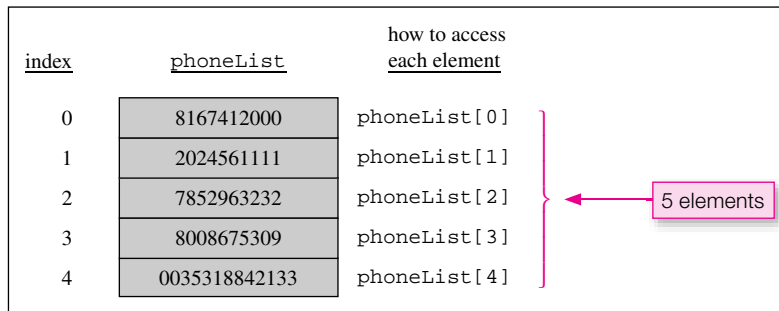 how to access
index phoneList each element
0 8167412000 phoneList[0]
1 2024561111 phoneList[1]
2 7852963232 phoneList[2] 5 elements
3 8008675309 phoneList[3]
4 0035318842133 phoneList[4]